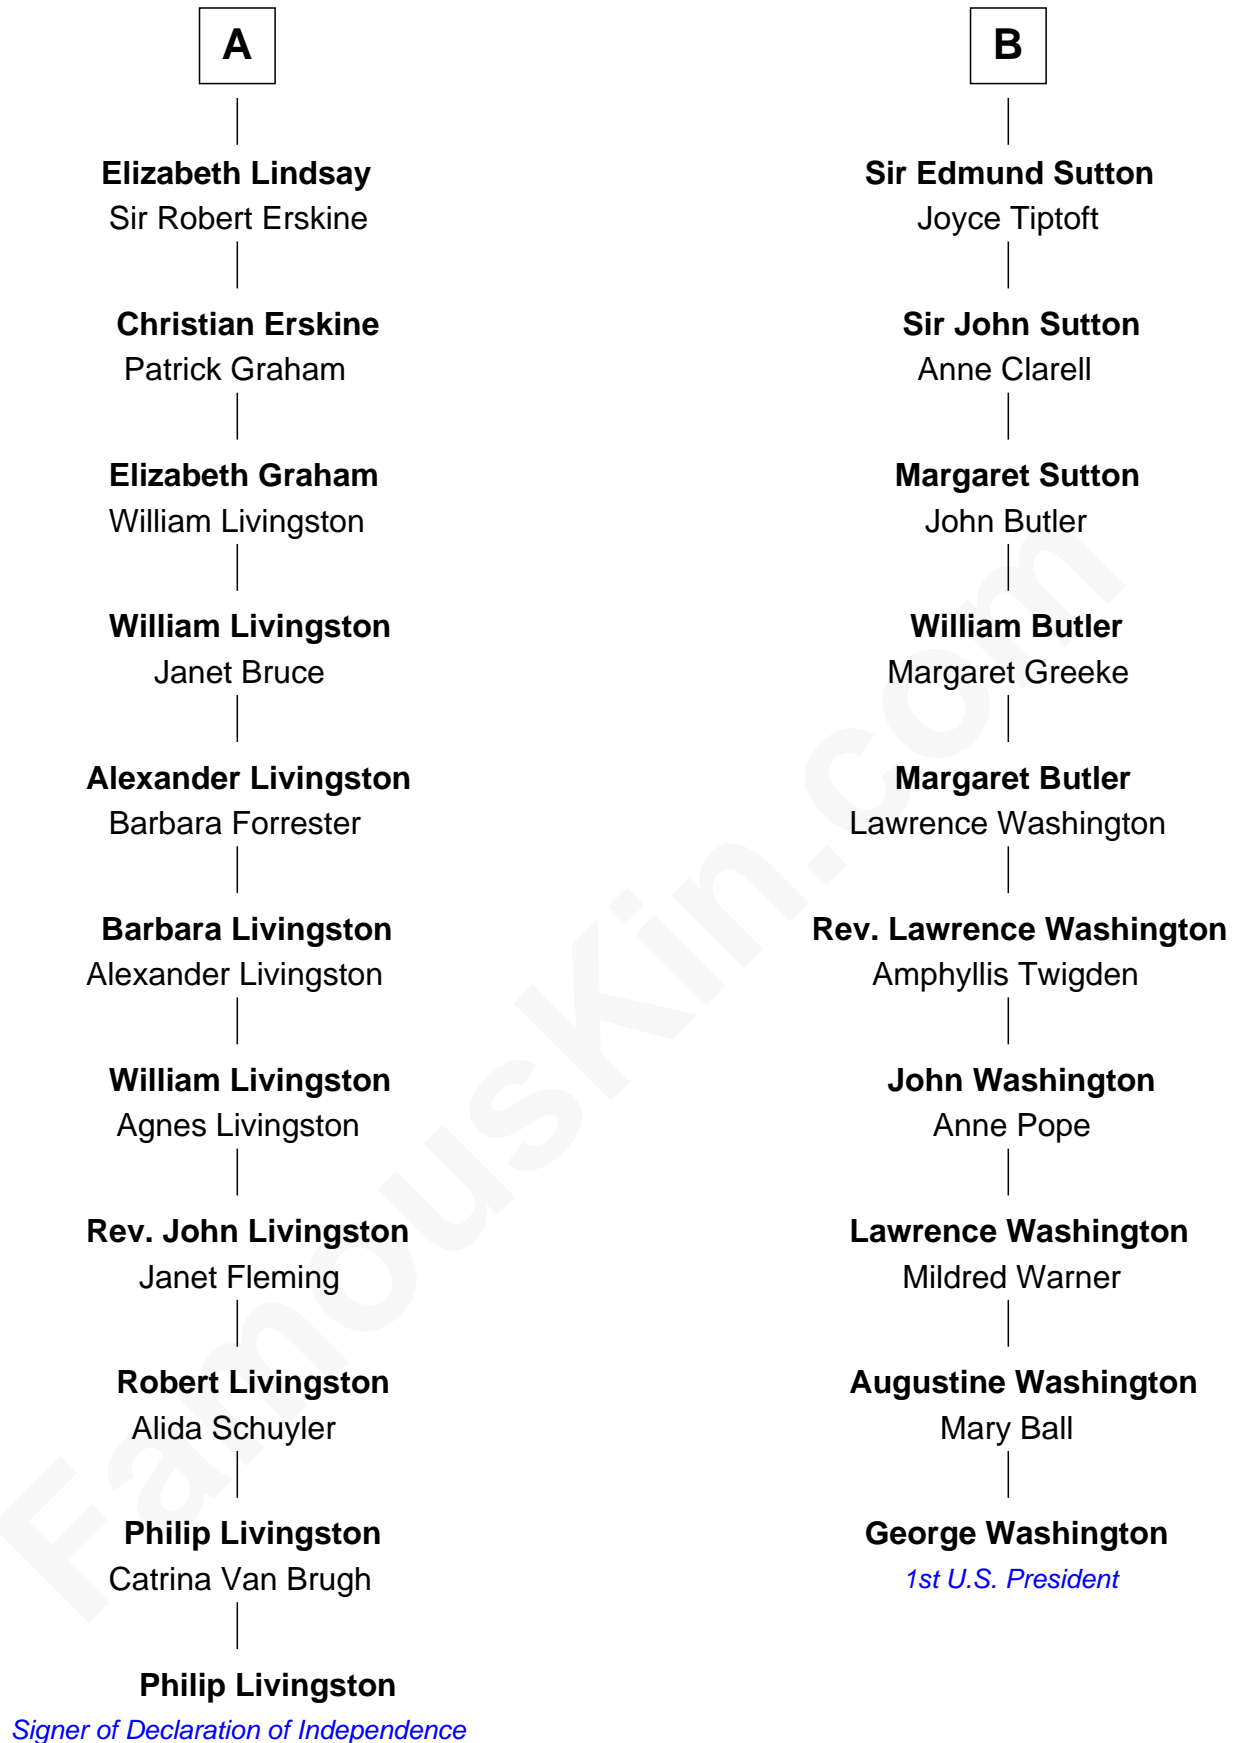 A
Elizabeth Lindsay
Sir Robert Erskine
Christian Erskine
Patrick Graham
Elizabeth Graham
William Livingston
William Livingston
Janet Bruce
Alexander Livingston
Barbara Forrester
Barbara Livingston
Alexander Livingston
William Livingston
Agnes Livingston
Rev. John Livingston
Janet Fleming
Robert Livingston
Alida Schuyler
Philip Livingston
Catrina Van Brugh
Philip Livingston
Signer of Declaration of Independence
B
Sir Edmund Sutton
Joyce Tiptoft
Sir John Sutton
Anne Clarell
Margaret Sutton
John Butler
William Butler
Margaret Greeke
Margaret Butler
Lawrence Washington
Rev. Lawrence Washington
Amphyllis Twigden
John Washington
Anne Pope
Lawrence Washington
Mildred Warner
Augustine Washington
Mary Ball
George Washington
1st U.S. President
FamousKin.com